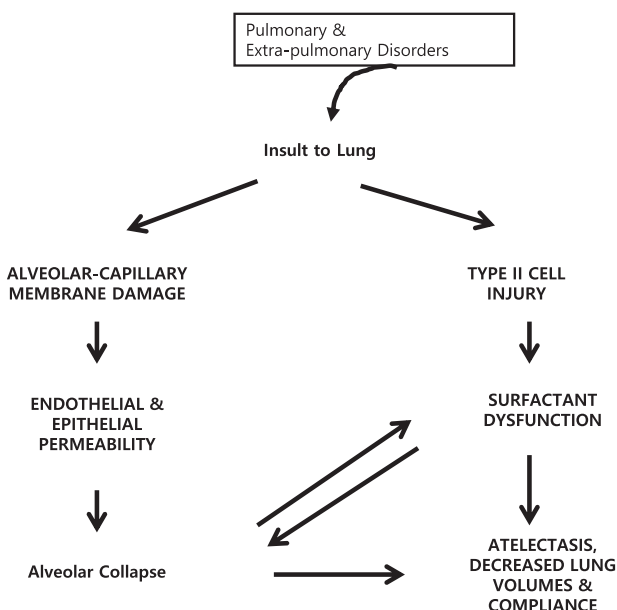 Pulmonary &
Extra-pulmonary Disorders
Insult to Lung
ALVEOLAR-CAPILLARY
MEMBRANE DAMAGE
TYPE II CELL
INJURY
ENDOTHELIAL &
EPITHELIAL
PERMEABILITY
SURFACTANT
DYSFUNCTION
Alveolar Collapse
ATELECTASIS,
DECREASED LUNG
VOLUMES &
COMPLIANCE